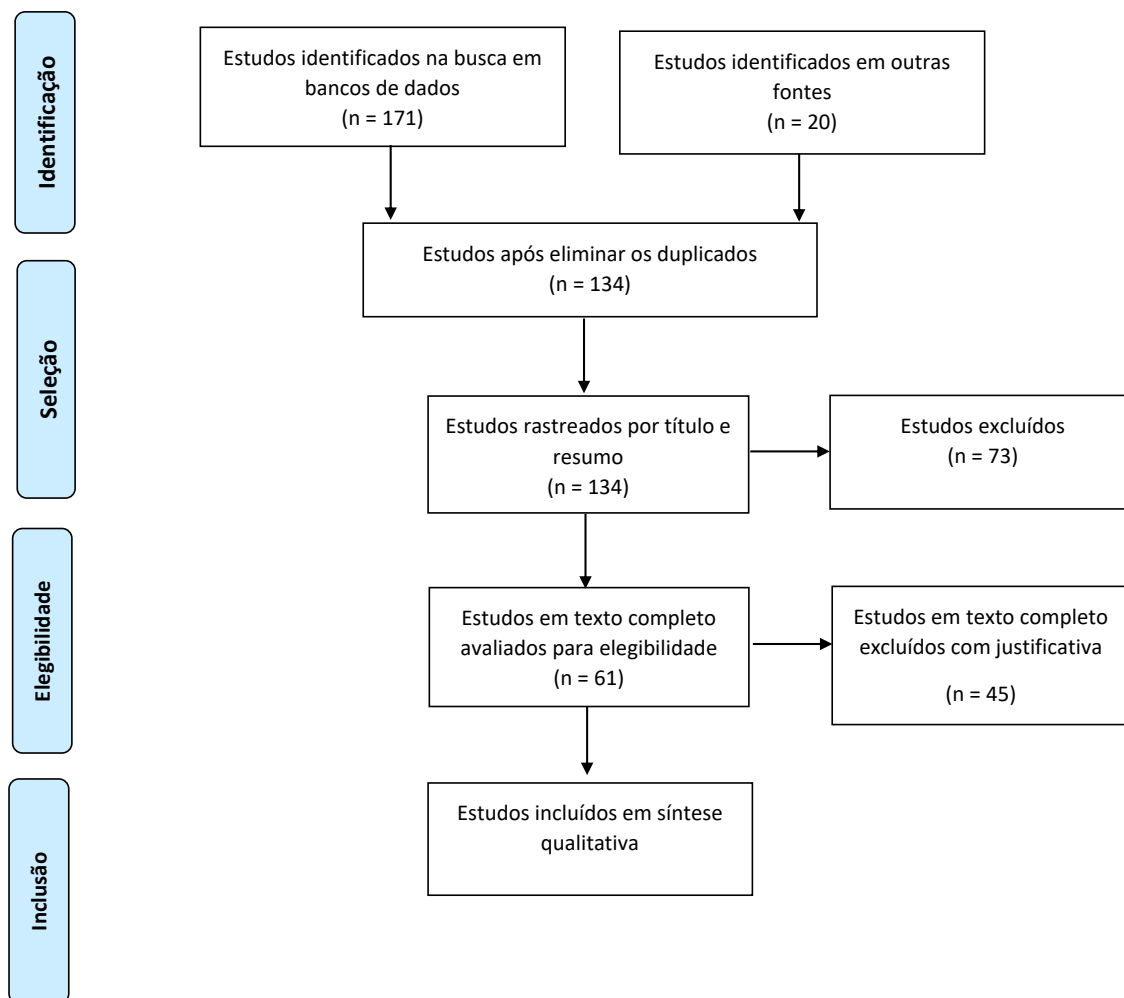 Identificação
Estudos identificados na busca em
bancos de dados
(n = 171)
Estudos identificados em outras
fontes
(n = 20)
Seleção
Estudos após eliminar os duplicados
(n = 134)
Estudos rastreados por título e
resumo
(n = 134)
Estudos excluídos
(n = 73)
Elegibilidade
Estudos em texto completo
avaliados para elegibilidade
(n = 61)
Estudos em texto completo
excluídos com justificativa
(n = 45)
Inclusão
Estudos incluídos em síntese
qualitativa